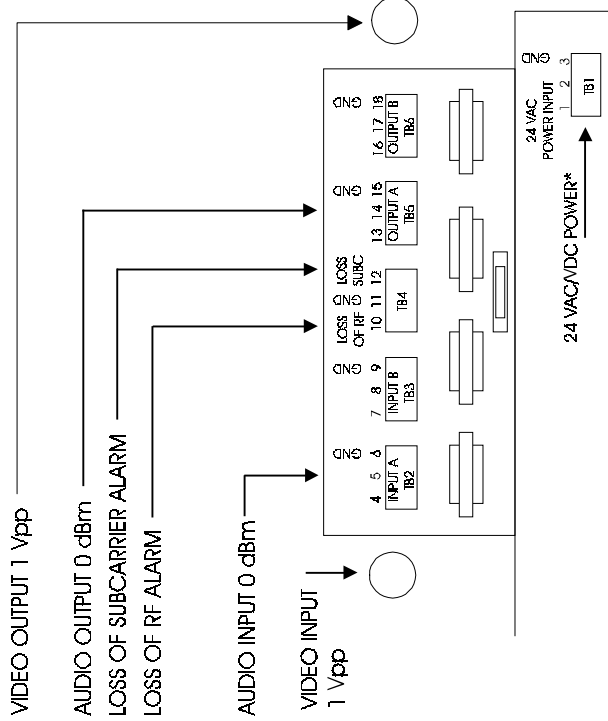 VIDEO OUTPUT 1 Vpp
AUDIO OUTPUT 0 dBm
LOSS OF SUBCARRIER ALARM
LOSS OF RF ALARM
AUDIO INPUT 0 dBm
VIDEO INPUT
1 Vpp
GND
4 5 6
INPUT A
TB2
GND
7 8 9
INPUT B
TB3
LOSS
OF RF
GND
LOSS
SUBC
10 11 12
TB4
GND
13 14 15
OUTPUT A
TB5
GND
16 17 18
OUTPUT B
TB6
24 VAC
POWER INPUT
GND
1 2 3
TB1
24 VAC/VDC POWER*